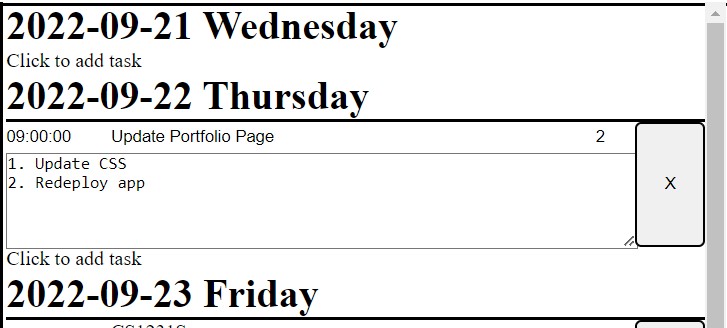 2022-09-21 Wednesday
Click to add task
2022-09-22 Thursday
09:00:00 Update Portfolio Page 2
1. Update CSS
2. Redeploy app
X
Click to add task
2022-09-23 Friday